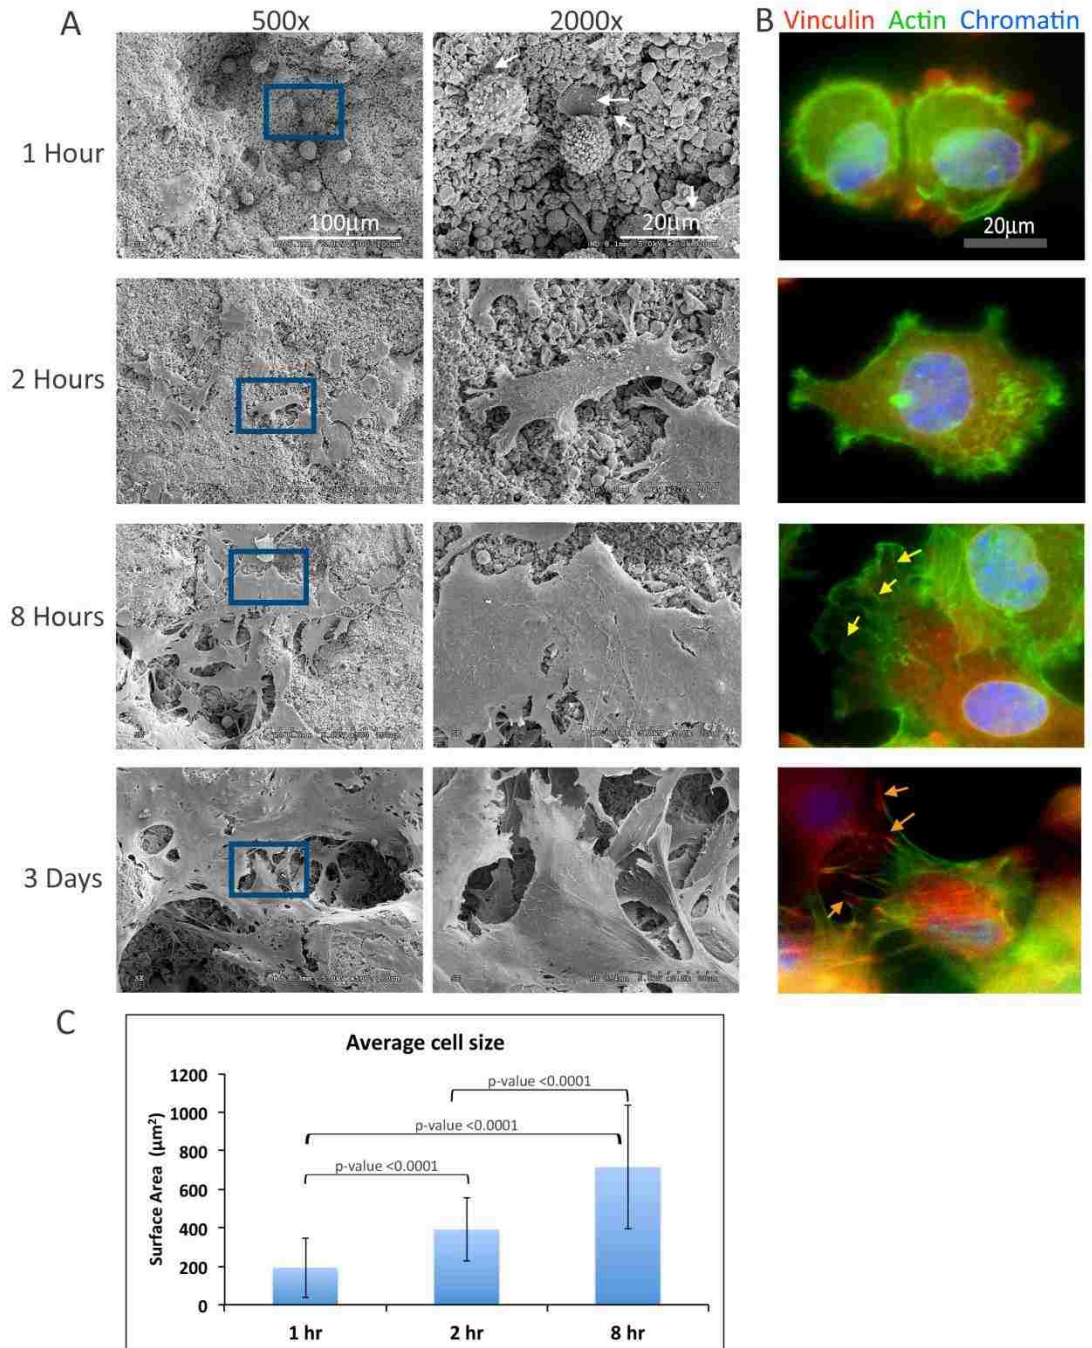 A
500x
2000x
B
Vinculin Actin Chromatin
1 Hour
100µm
20µm
20µm
2 Hours
8 Hours
3 Days
C
Average cell size
Surface Area (µm²)
1200
1000
800
600
400
200
0
p-value <0.0001
p-value <0.0001
p-value <0.0001
1 hr
2 hr
8 hr